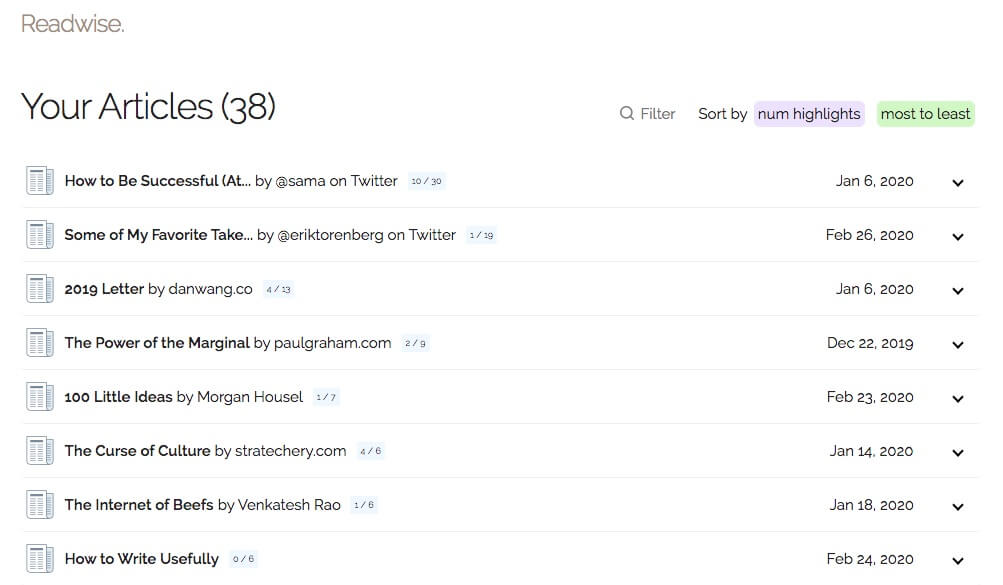 Readwise.
Your Articles (38)
Filter Sort by num highlights most to least
How to Be Successful (At... by @sama on Twitter 10 / 30 Jan 6, 2020
Some of My Favorite Take... by @eriktorenberg on Twitter 1 / 19 Feb 26, 2020
2019 Letter by danwang.co 4 / 13 Jan 6, 2020
The Power of the Marginal by paulgraham.com 2 / 9 Dec 22, 2019
100 Little Ideas by Morgan Housel 1 / 7 Feb 23, 2020
The Curse of Culture by stratechery.com 4 / 6 Jan 14, 2020
The Internet of Beefs by Venkatesh Rao 1 / 6 Jan 18, 2020
How to Write Usefully 0 / 6 Feb 24, 2020